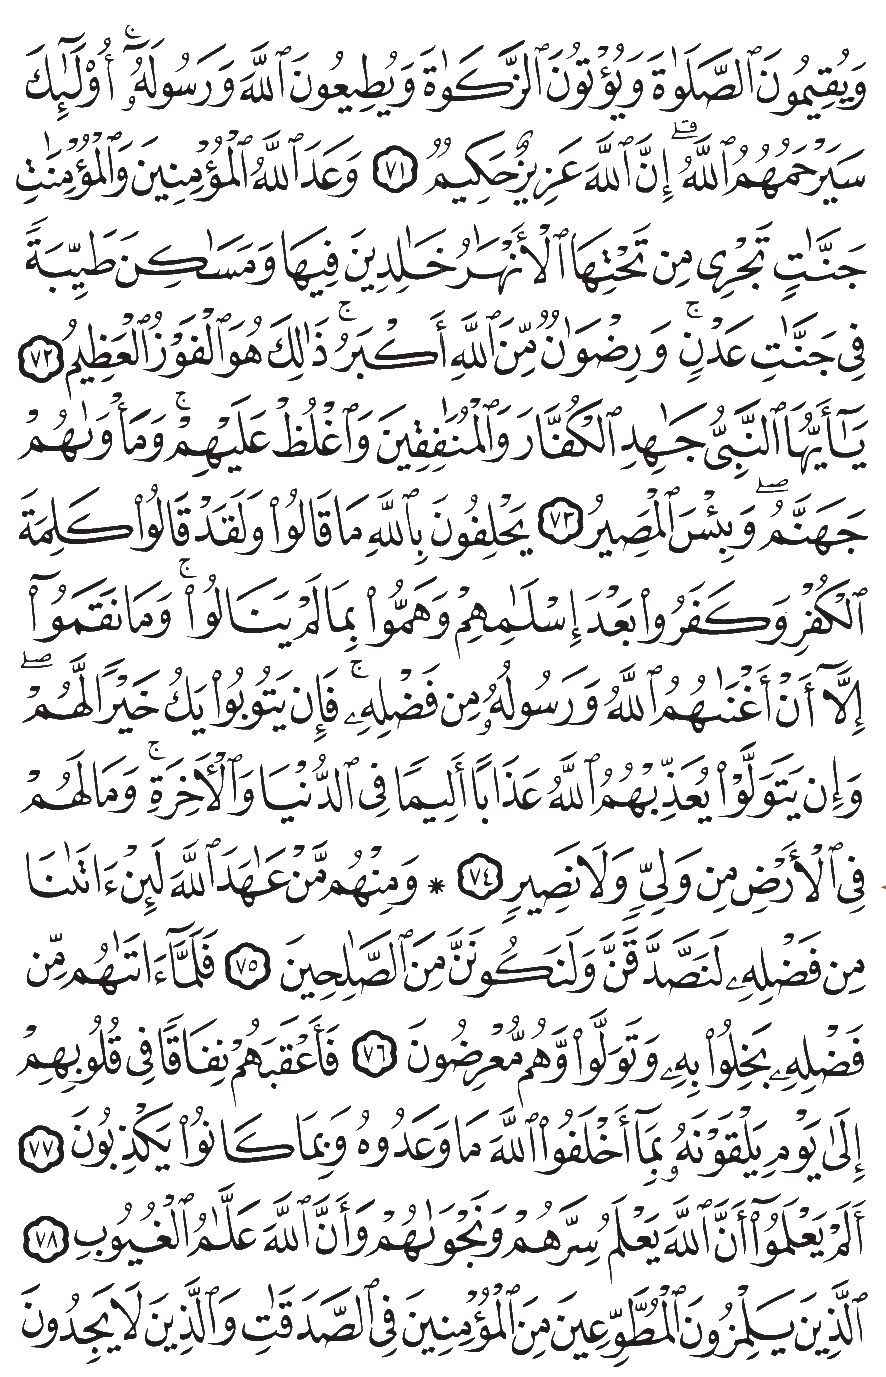 وَيُقِيمُونَ ٱلصَّلَوٰةَ وَيُؤْتُونَ ٱلزَّكَوٰةَ وَيُطِيعُونَ ٱللَّهَ وَرَسُولَهُۥٓ ۚ أُو۟لَـٰٓئِكَ
سَيَرْحَمُهُمُ ٱللَّهُ ۗ إِنَّ ٱللَّهَ عَزِيزٌ حَكِيمٌ ٧١ وَعَدَ ٱللَّهُ ٱلْمُؤْمِنِينَ وَٱلْمُؤْمِنَـٰتِ
جَنَّـٰتٍ تَجْرِى مِن تَحْتِهَا ٱلْأَنْهَـٰرُ خَـٰلِدِينَ فِيهَا وَمَسَـٰكِنَ طَيِّبَةً
فِى جَنَّـٰتِ عَدْنٍ ۚ وَرِضْوَٰنٌ مِّنَ ٱللَّهِ أَكْبَرُ ۚ ذَٰلِكَ هُوَ ٱلْفَوْزُ ٱلْعَظِيمُ ٧٢
يَـٰٓأَيُّهَا ٱلنَّبِىُّ جَـٰهِدِ ٱلْكُفَّارَ وَٱلْمُنَـٰفِقِينَ وَٱغْلُظْ عَلَيْهِمْ ۚ وَمَأْوَىٰهُمْ
جَهَنَّمُ ۖ وَبِئْسَ ٱلْمَصِيرُ ٧٣ يَحْلِفُونَ بِٱللَّهِ مَا قَالُوا۟ وَلَقَدْ قَالُوا۟ كَلِمَةَ
ٱلْكُفْرِ وَكَفَرُوا۟ بَعْدَ إِسْلَـٰمِهِمْ وَهَمُّوا۟ بِمَا لَمْ يَنَالُوا۟ ۚ وَمَا نَقَمُوٓا۟
إِلَّآ أَنْ أَغْنَىٰهُمُ ٱللَّهُ وَرَسُولُهُۥ مِن فَضْلِهِۦ ۚ فَإِن يَتُوبُوا۟ يَكُ خَيْرًا لَّهُمْ ۖ
وَإِن يَتَوَلَّوْا۟ يُعَذِّبْهُمُ ٱللَّهُ عَذَابًا أَلِيمًا فِى ٱلدُّنْيَا وَٱلْـَٔاخِرَةِ ۚ وَمَا لَهُمْ
فِى ٱلْأَرْضِ مِن وَلِىٍّ وَلَا نَصِيرٍ ٧٤ * وَمِنْهُم مَّنْ عَـٰهَدَ ٱللَّهَ لَئِنْ ءَاتَىٰنَا
مِن فَضْلِهِۦ لَنَصَّدَّقَنَّ وَلَنَكُونَنَّ مِنَ ٱلصَّـٰلِحِينَ ٧٥ فَلَمَّآ ءَاتَىٰهُم مِّن
فَضْلِهِۦ بَخِلُوا۟ بِهِۦ وَتَوَلَّوا۟ وَّهُم مُّعْرِضُونَ ٧٦ فَأَعْقَبَهُمْ نِفَاقًا فِى قُلُوبِهِمْ
إِلَىٰ يَوْمِ يَلْقَوْنَهُۥ بِمَآ أَخْلَفُوا۟ ٱللَّهَ مَا وَعَدُوهُ وَبِمَا كَانُوا۟ يَكْذِبُونَ ٧٧
أَلَمْ يَعْلَمُوٓا۟ أَنَّ ٱللَّهَ يَعْلَمُ سِرَّهُمْ وَنَجْوَىٰهُمْ وَأَنَّ ٱللَّهَ عَلَّـٰمُ ٱلْغُيُوبِ ٧٨
ٱلَّذِينَ يَلْمِزُونَ ٱلْمُطَّوِّعِينَ مِنَ ٱلْمُؤْمِنِينَ فِى ٱلصَّدَقَـٰتِ وَٱلَّذِينَ لَا يَجِدُونَ